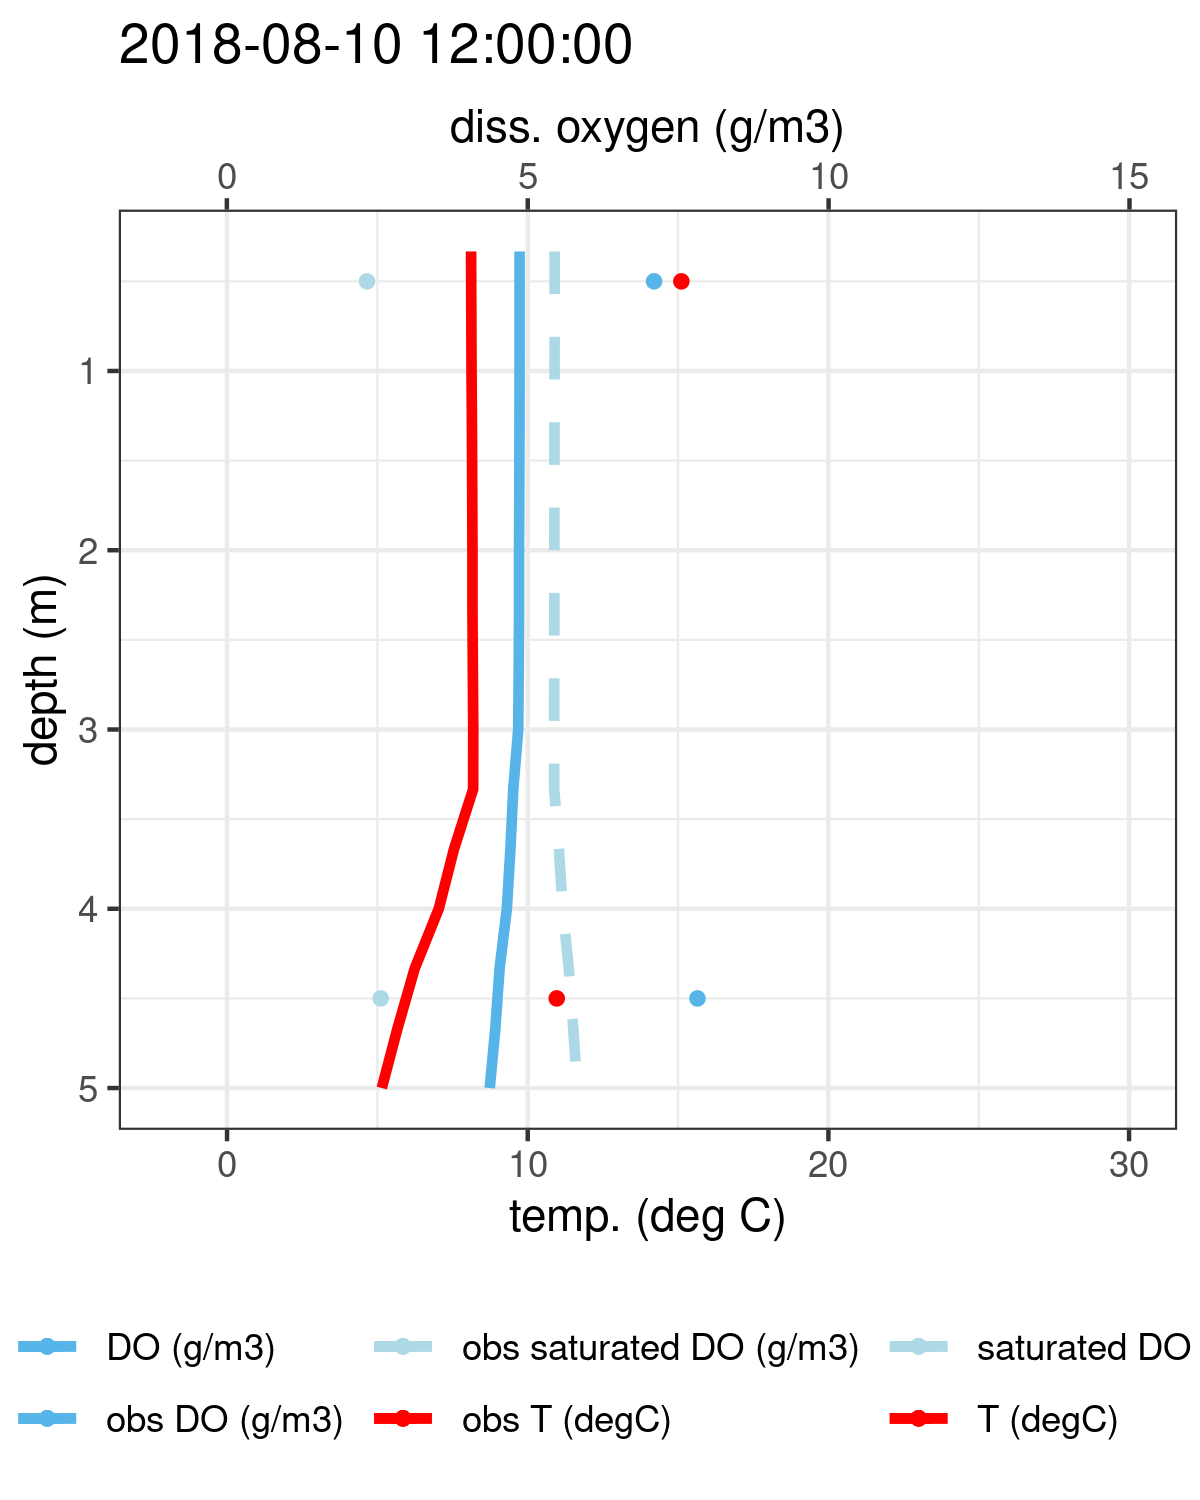 2018-08-10 12:00:00
diss. oxygen (g/m3)
0 5 10 15
1
2
3
4
5
depth (m)
0 10 20 30
temp. (deg C)
DO (g/m3) obs saturated DO (g/m3) saturated DO
obs DO (g/m3) obs T (degC) T (degC)